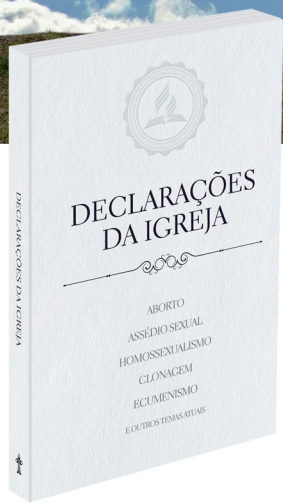 DECLARAÇÕES
DA IGREJA
ABORTO
ASSÉDIO SEXUAL
HOMOSSEXUALISMO
CLONAGEM
ECUMENISMO
E OUTROS TEMAS ATUAIS
DECLARAÇÕES DA IGREJA